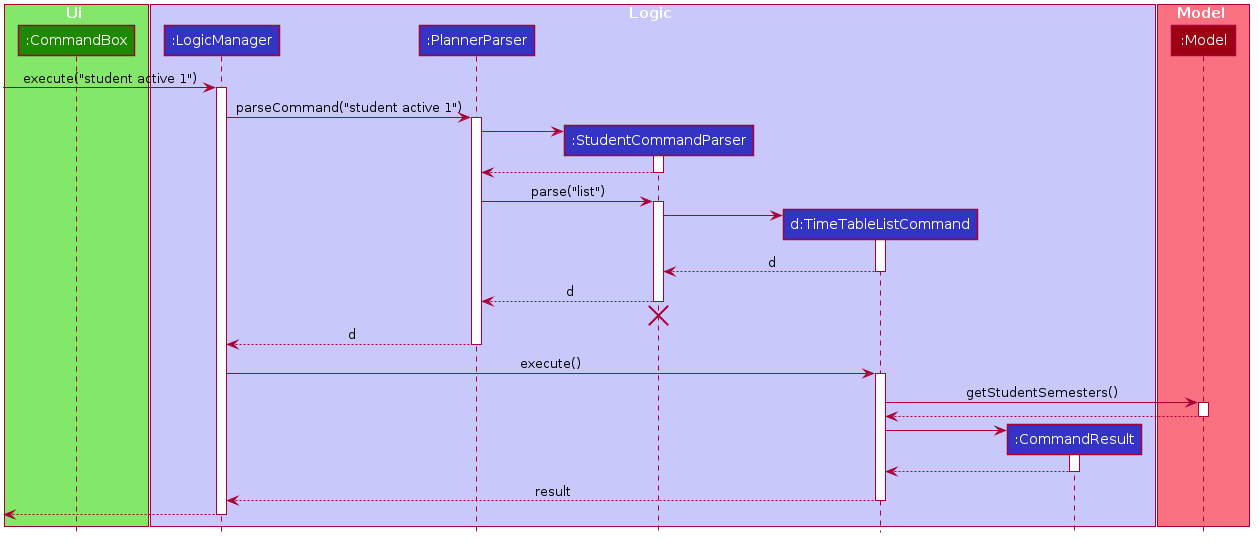 Ui
Logic
Model
:CommandBox
:LogicManager
:PlannerParser
:Model
execute("student active 1")
parseCommand("student active 1")
:StudentCommandParser
parse("list")
d:TimeTableListCommand
d
d
d
execute()
getStudentSemesters()
:CommandResult
result